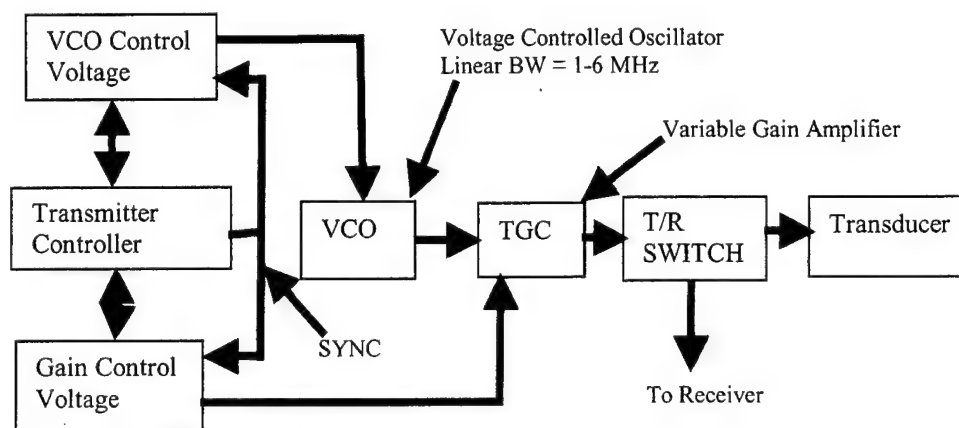 VCO Control
Voltage
Voltage Controlled Oscillator
Linear BW = 1-6 MHz
Variable Gain Amplifier
Transmitter
Controller
VCO
TGC
T/R
SWITCH
Transducer
SYNC
Gain Control
Voltage
To Receiver